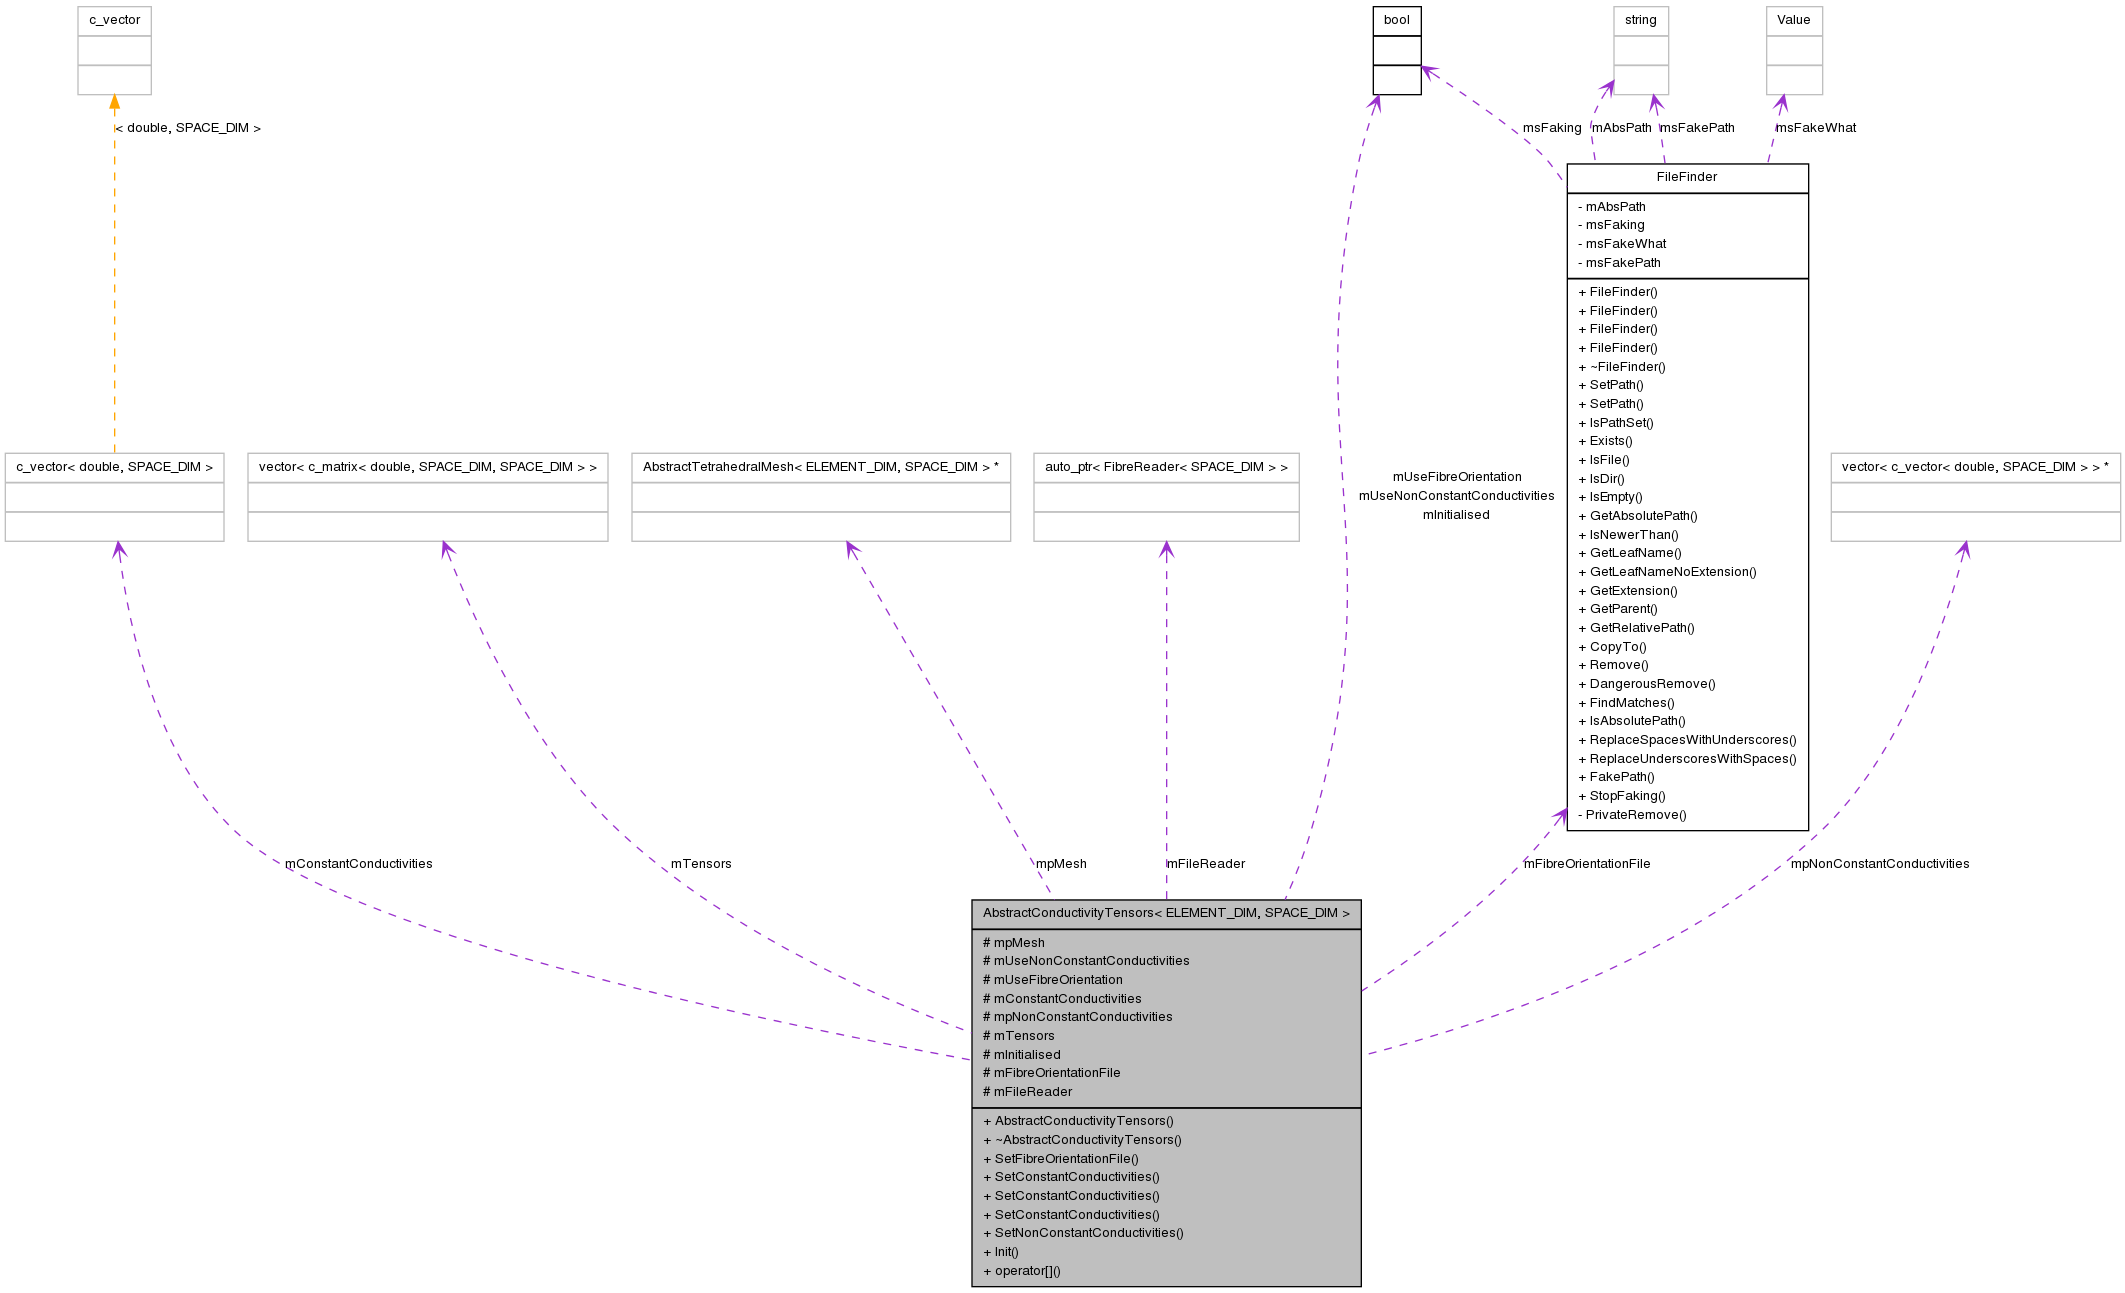 c_vector
bool
string
Value
< double, SPACE_DIM >
msFaking
mAbsPath
msFakePath
msFakeWhat
FileFinder
- mAbsPath
- msFaking
- msFakeWhat
- msFakePath
+ FileFinder()
+ FileFinder()
+ FileFinder()
+ FileFinder()
+ ~FileFinder()
+ SetPath()
+ SetPath()
+ IsPathSet()
+ Exists()
+ IsFile()
+ IsDir()
+ IsEmpty()
+ GetAbsolutePath()
+ IsNewerThan()
+ GetLeafName()
+ GetLeafNameNoExtension()
+ GetExtension()
+ GetParent()
+ GetRelativePath()
+ CopyTo()
+ Remove()
+ DangerousRemove()
+ FindMatches()
+ IsAbsolutePath()
+ ReplaceSpacesWithUnderscores()
+ ReplaceUnderscoresWithSpaces()
+ FakePath()
+ StopFaking()
- PrivateRemove()
c_vector< double, SPACE_DIM >
vector< c_matrix< double, SPACE_DIM, SPACE_DIM > >
AbstractTetrahedralMesh< ELEMENT_DIM, SPACE_DIM > *
auto_ptr< FibreReader< SPACE_DIM > >
mUseFibreOrientation
mUseNonConstantConductivities
mInitialised
vector< c_vector< double, SPACE_DIM > > *
mConstantConductivities
mTensors
mpMesh
mFileReader
mFibreOrientationFile
mpNonConstantConductivities
AbstractConductivityTensors< ELEMENT_DIM, SPACE_DIM >
# mpMesh
# mUseNonConstantConductivities
# mUseFibreOrientation
# mConstantConductivities
# mpNonConstantConductivities
# mTensors
# mInitialised
# mFibreOrientationFile
# mFileReader
+ AbstractConductivityTensors()
+ ~AbstractConductivityTensors()
+ SetFibreOrientationFile()
+ SetConstantConductivities()
+ SetConstantConductivities()
+ SetConstantConductivities()
+ SetNonConstantConductivities()
+ Init()
+ operator[]()